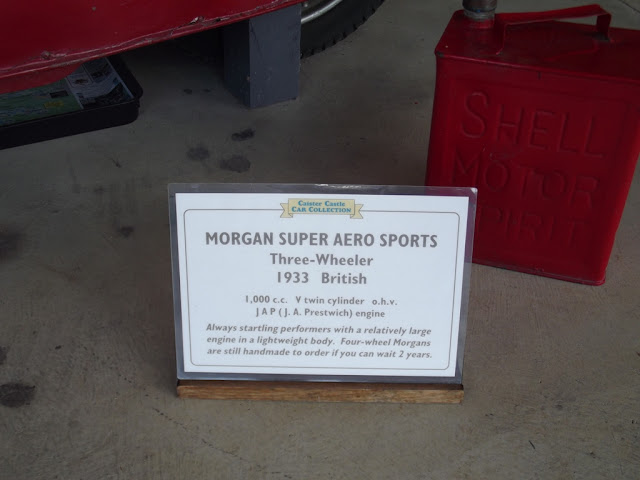 SHELL
MOTOR
SPIRIT
Caister Castle
CAR COLLECTION
MORGAN SUPER AERO SPORTS
Three-Wheeler
1933 British
1,000 c.c. V twin cylinder o.h.v.
J A P ( J. A. Prestwich) engine
Always startling performers with a relatively large
engine in a lightweight body. Four-wheel Morgans
are still handmade to order if you can wait 2 years.